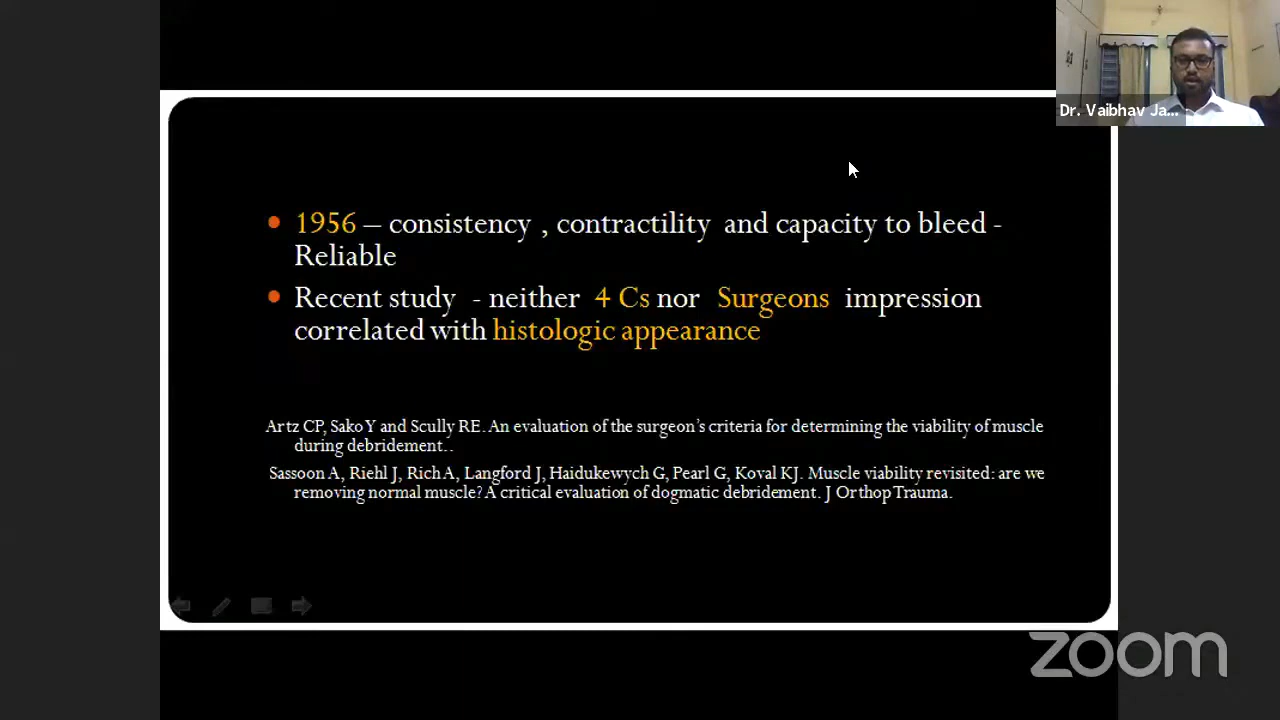 Dr. Vaibhav Ja...
1956 – consistency , contractility and capacity to bleed -
Reliable
Recent study - neither 4 Cs nor Surgeons impression
correlated with histologic appearance
Artz CP, Sako Y and Scully RE. An evaluation of the surgeon's criteria for determining the viability of muscle
during debridement. .
Sassoon A, Riehl J, Rich A, Langford J, Haidukewych G, Pearl G, Koval KJ. Muscle viability revisited: are we
removing normal muscle? A critical evaluation of dogmatic debridement. J Orthop Trauma.
zoom